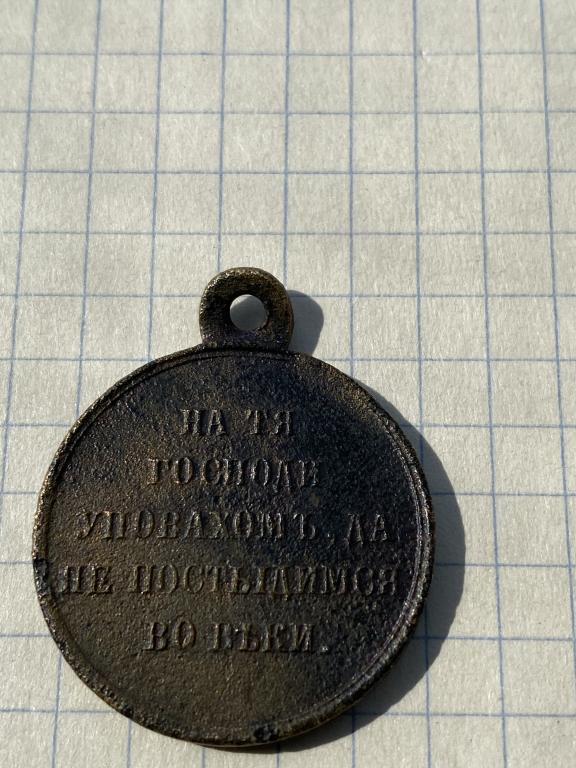 НА ТЯ
ГОСПОДИ
УПОВАХОМЪ, ДА
НЕ ПОСТЫДИМСЯ
ВО ВѢКИ.